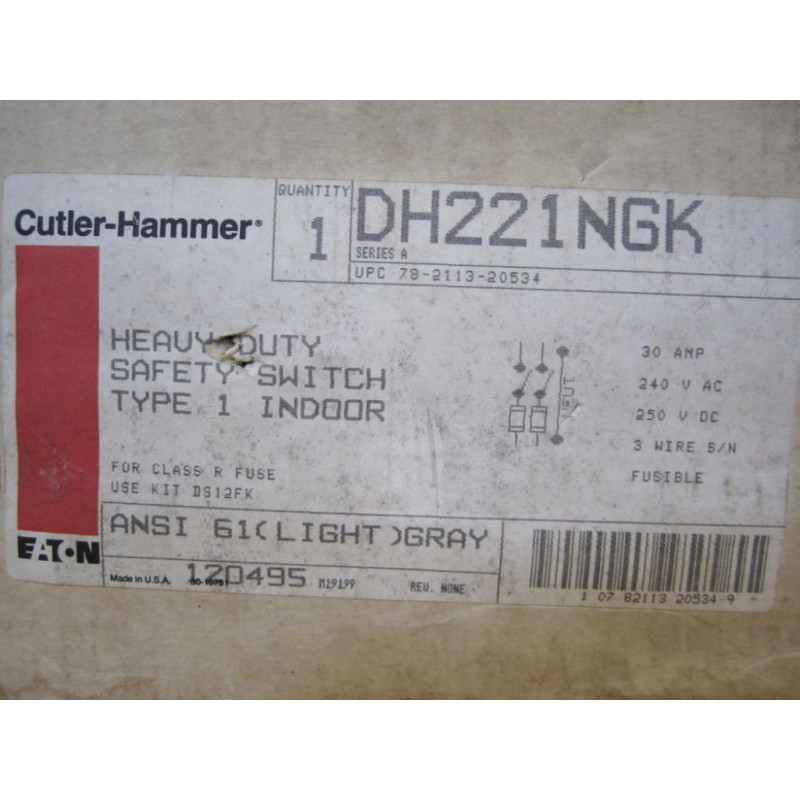 Cutler-Hammer®
QUANTITY
1
DH221NGK
SERIES A
UPC 78-2113-20534
HEAVY DUTY
SAFETY SWITCH
TYPE 1 INDOOR
FOR CLASS R FUSE
USE KIT DS12FK
NEUT
30 AMP
240 V AC
250 V DC
3 WIRE S/N
FUSIBLE
EATON
ANSI 61(LIGHT)GRAY
Made in U.S.A.
120495
M19199
REV. NONE
1 07 82113 20534 9